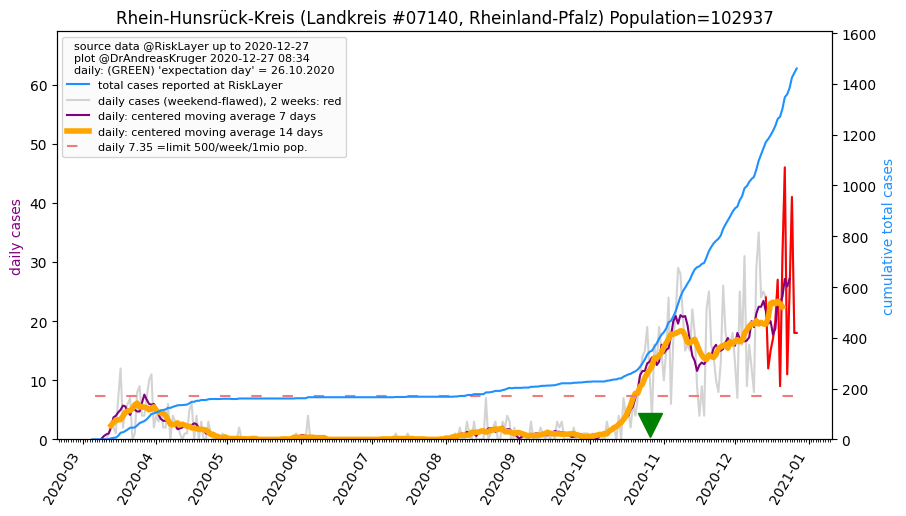 Rhein-Hunsrück-Kreis (Landkreis #07140, Rheinland-Pfalz) Population=102937
source data @RiskLayer up to 2020-12-27
plot @DrAndreasKruger 2020-12-27 08:34
daily: (GREEN) 'expectation day' = 26.10.2020
total cases reported at RiskLayer
daily cases (weekend-flawed), 2 weeks: red
daily: centered moving average 7 days
daily: centered moving average 14 days
daily 7.35 =limit 500/week/1mio pop.
daily cases
0
10
20
30
40
50
60
cumulative total cases
0
200
400
600
800
1000
1200
1400
1600
2020-03
2020-04
2020-05
2020-06
2020-07
2020-08
2020-09
2020-10
2020-11
2020-12
2021-01